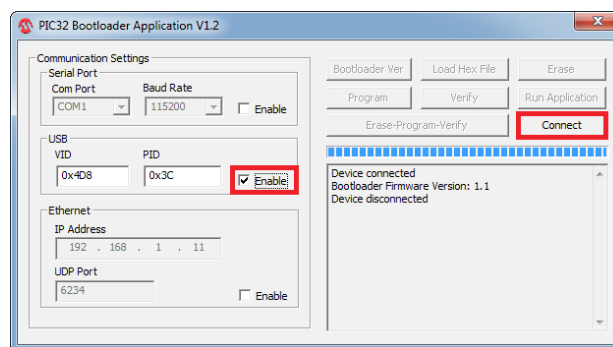 PIC32 Bootloader Application V1.2
Communication Settings
Serial Port
Com Port Baud Rate
COM1 115200 Enable
USB
VID PID
0x4D8 0x3C Enable
Ethernet
IP Address
192 . 168 . 1 . 11
UDP Port
6234 Enable
Bootloader Ver Load Hex File Erase
Program Verify Run Application
Erase-Program-Verify Connect
Device connected
Bootloader Firmware Version: 1.1
Device disconnected